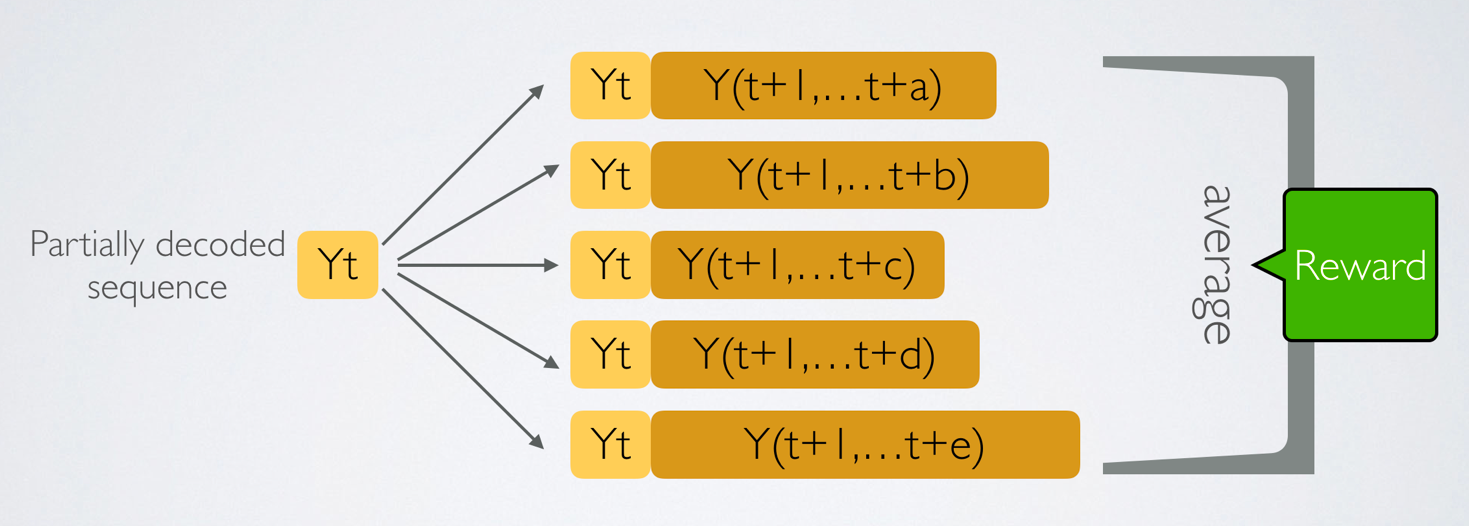 Partially decoded
sequence
Yt
Yt Y(t+1,...t+a)
Yt Y(t+1,...t+b)
Yt Y(t+1,...t+c)
Yt Y(t+1,...t+d)
Yt Y(t+1,...t+e)
average
Reward